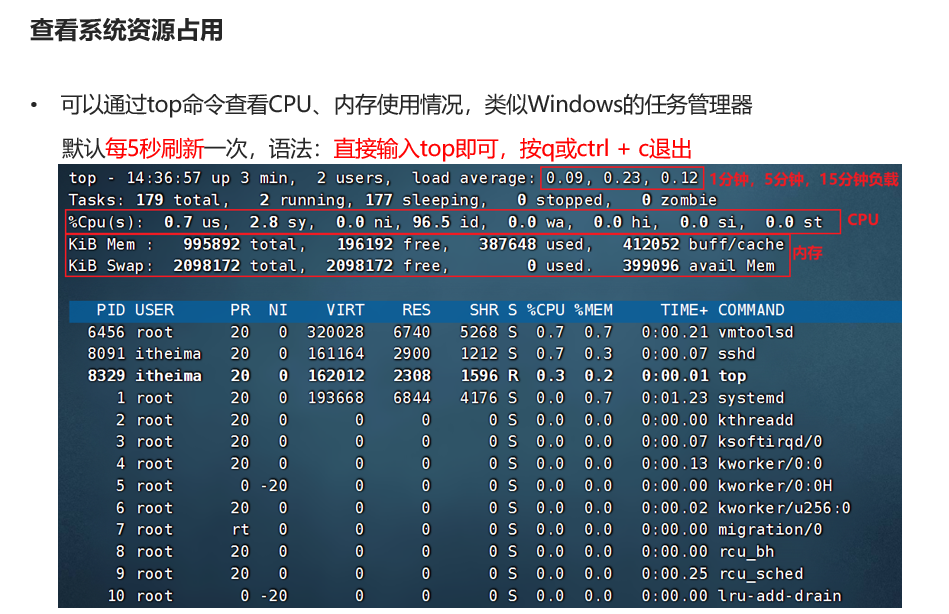 查看系统资源占用
• 可以通过top命令查看CPU、内存使用情况，类似Windows的任务管理器
默认每5秒刷新一次，语法：直接输入top即可，按q或ctrl + c退出
top - 14:36:57 up 3 min,  2 users,  load average: 0.09, 0.23, 0.12 1分钟，5分钟，15分钟负载
Tasks: 179 total,   2 running, 177 sleeping,   0 stopped,   0 zombie
%Cpu(s):  0.7 us,  2.8 sy,  0.0 ni, 96.5 id,  0.0 wa,  0.0 hi,  0.0 si,  0.0 st CPU
KiB Mem :   995892 total,   196192 free,   387648 used,   412052 buff/cache
内存
KiB Swap:  2098172 total,  2098172 free,        0 used.   399096 avail Mem
PID USER      PR  NI    VIRT    RES    SHR S %CPU %MEM     TIME+ COMMAND
6456 root      20   0  320028   6740   5268 S  0.7  0.7   0:00.21 vmtoolsd
8091 itheima   20   0  161164   2900   1212 S  0.7  0.3   0:00.07 sshd
8329 itheima   20   0  162012   2308   1596 R  0.3  0.2   0:00.01 top
1 root      20   0  193668   6844   4176 S  0.0  0.7   0:01.23 systemd
2 root      20   0       0      0      0 S  0.0  0.0   0:00.00 kthreadd
3 root      20   0       0      0      0 S  0.0  0.0   0:00.07 ksoftirqd/0
4 root      20   0       0      0      0 S  0.0  0.0   0:00.13 kworker/0:0
5 root       0 -20       0      0      0 S  0.0  0.0   0:00.00 kworker/0:0H
6 root      20   0       0      0      0 S  0.0  0.0   0:00.02 kworker/u256:0
7 root      rt   0       0      0      0 S  0.0  0.0   0:00.00 migration/0
8 root      20   0       0      0      0 S  0.0  0.0   0:00.00 rcu_bh
9 root      20   0       0      0      0 S  0.0  0.0   0:00.25 rcu_sched
10 root       0 -20       0      0      0 S  0.0  0.0   0:00.00 lru-add-drain